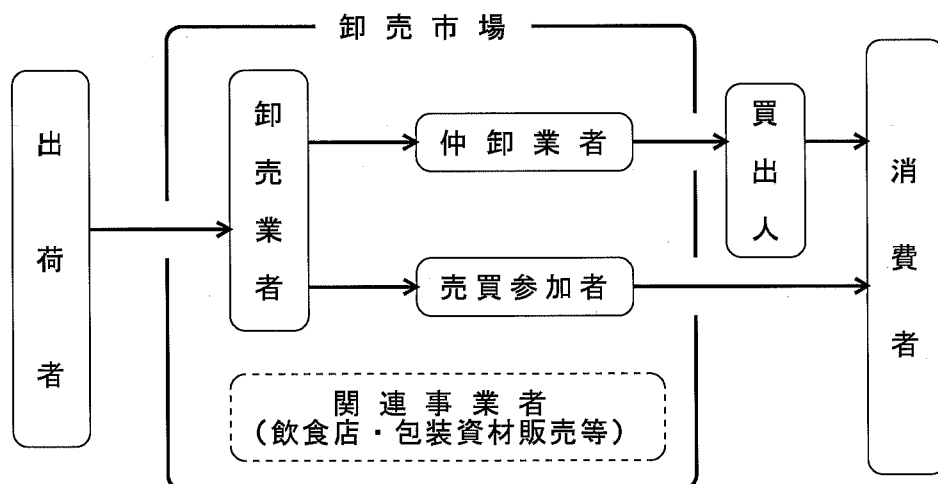 卸売市場
出荷者
卸売業者
仲卸業者
買出人
消費者
売買参加者
関連事業者
（飲食店・包装資材販売等）